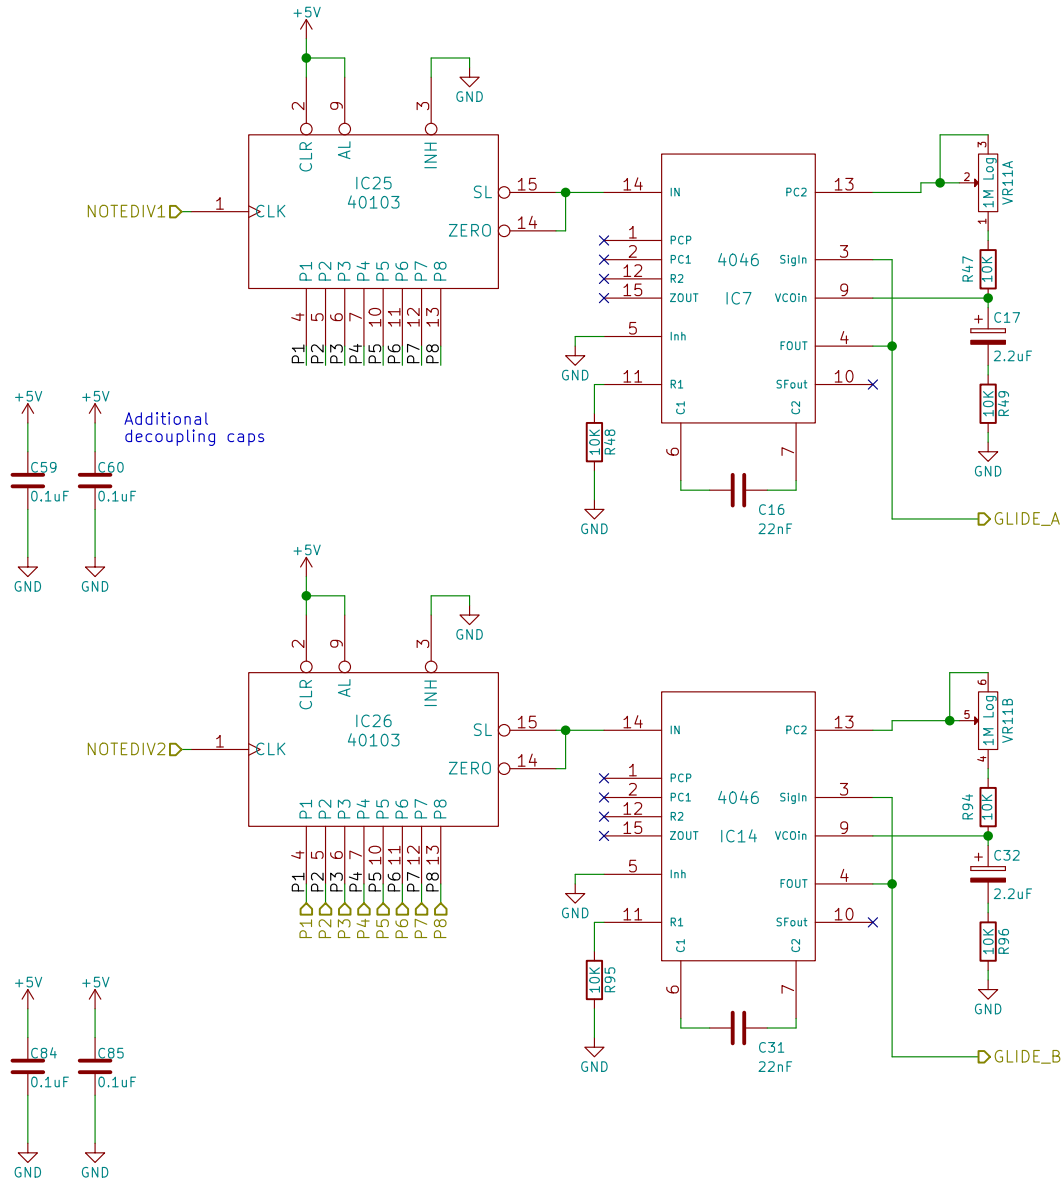 +5V
2
9
3
GND
CLR
AL
INH
IC25
40103
SL
15
ZERO
14
NOTEDIV1
1
CLK
P1
P2
P3
P4
P5
P6
P7
P8
4
5
6
7
10
11
12
13
P1
P2
P3
P4
P5
P6
P7
P8
14
IN
1
PCP
2
PC1
12
R2
15
ZOUT
5
Inh
GND
11
R1
4046
IC7
PC2
13
SigIn
3
VCOin
9
FOUT
4
SFout
10
C1
C2
6
7
10K
R48
GND
C16
22nF
3
2
1
1M Log
VR11A
R47
10K
+
C17
2.2uF
10K
R49
GND
GLIDE_A
+5V
C59
0.1uF
GND
+5V
C60
0.1uF
GND
Additional
decoupling caps
+5V
2
9
3
GND
CLR
AL
INH
IC26
40103
SL
15
ZERO
14
NOTEDIV2
1
CLK
P1
P2
P3
P4
P5
P6
P7
P8
4
5
6
7
10
11
12
13
P1
P2
P3
P4
P5
P6
P7
P8
P1
P2
P3
P4
P5
P6
P7
P8
14
IN
1
PCP
2
PC1
12
R2
15
ZOUT
5
Inh
GND
11
R1
4046
IC14
PC2
13
SigIn
3
VCOin
9
FOUT
4
SFout
10
C1
C2
6
7
10K
R95
GND
C31
22nF
6
5
4
1M Log
VR11B
R94
10K
+
C32
2.2uF
10K
R96
GND
GLIDE_B
+5V
C84
0.1uF
GND
+5V
C85
0.1uF
GND